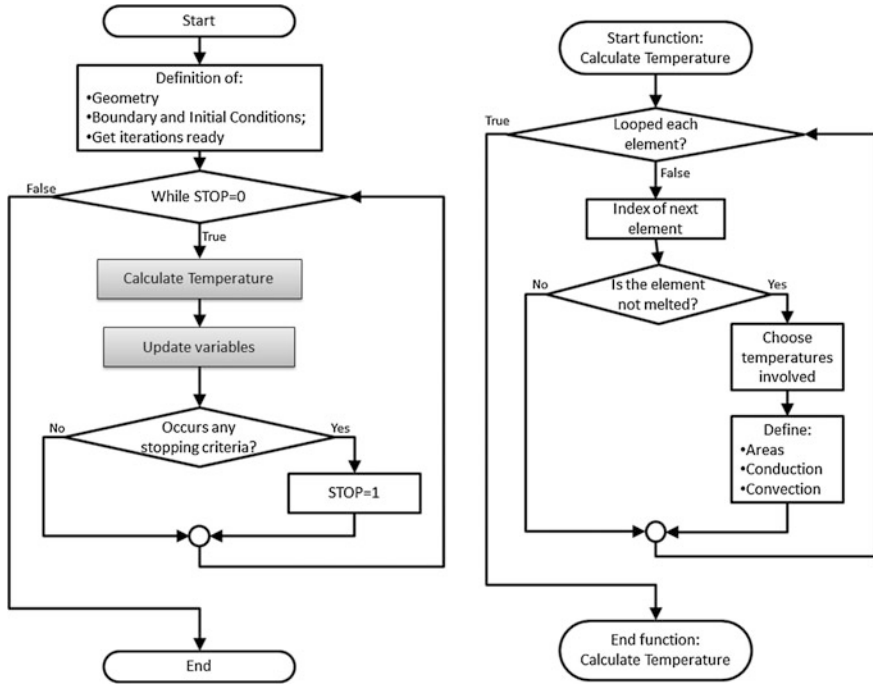 Start
Definition of:
•Geometry
•Boundary and Initial Conditions;
•Get iterations ready
False
While STOP=0
True
Calculate Temperature
Update variables
No
Occurs any
stopping criteria?
Yes
STOP=1
End
Start function:
Calculate Temperature
True
Looped each
element?
False
Index of next
element
No
Is the element
not melted?
Yes
Choose
temperatures
involved
Define:
•Areas
•Conduction
•Convection
End function:
Calculate Temperature